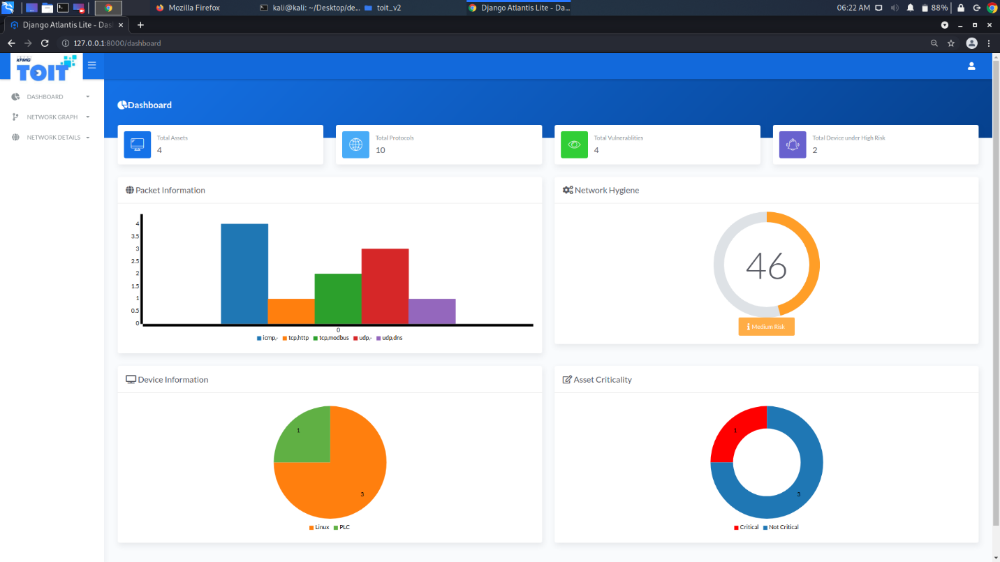 Mozilla Firefox
kali@kali: ~/Desktop/de...
toit_v2
Django Atlantis Lite - Da...
06:22 AM
88%
Django Atlantis Lite - Das
127.0.0.1:8000/dashboard
KPMG
TOIT
DASHBOARD
NETWORK GRAPH
NETWORK DETAILS
Dashboard
Total Assets
4
Total Protocols
10
Total Vulnerablities
4
Total Device under High Risk
2
Packet Information
4
3.5
3
2.5
2
1.5
1
0.5
0
0
icmp,- tcp,http tcp,modbus udp,- udp,dns
Network Hygiene
46
Medium Risk
Device Information
1
3
Linux PLC
Asset Criticality
1
3
Critical Not Critical